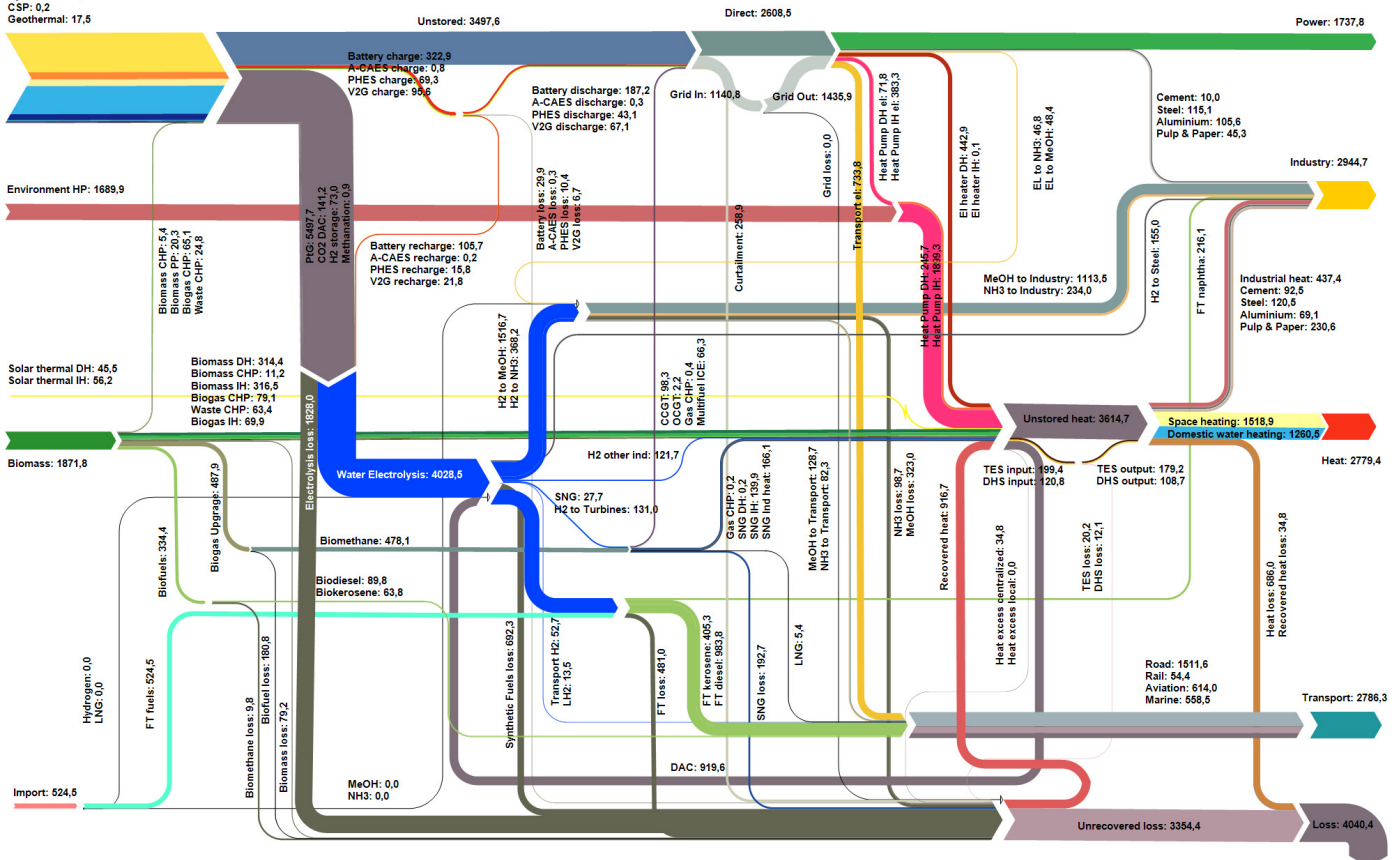 CSP: 0,2
Geothermal: 17,5
Unstored: 3497,6
Direct: 2608,5
Power: 1737,8
Battery charge: 322,9
A-CAES charge: 0,8
PHES charge: 69,3
V2G charge: 95,6
Battery discharge: 187,2
A-CAES discharge: 0,3
PHES discharge: 43,1
V2G discharge: 67,1
Grid In: 1140,8
Grid Out: 1435,9
Heat Pump DH el: 71,8
Heat Pump IH el: 383,3
El heater DH: 442,9
El heater IH: 0,1
EL to NH3: 46,8
EL to MeOH: 48,4
Cement: 10,0
Steel: 115,1
Aluminium: 105,6
Pulp & Paper: 45,3
Industry: 2944,7
Environment HP: 1689,9
Biomass CHP: 5,4
Biomass PP: 20,3
Biogas CHP: 65,1
Waste CHP: 24,8
PtG: 5497,7
CO2 DAC: 141,2
H2 storage: 73,0
Methanation: 0,9
Battery recharge: 105,7
A-CAES recharge: 0,2
PHES recharge: 15,8
V2G recharge: 21,8
Battery loss: 29,9
A-CAES loss: 0,3
PHES loss: 10,4
V2G loss: 6,7
Curtailment: 258,9
Grid loss: 0,0
Transport el: 733,8
Heat Pump DH: 245,7
Heat Pump IH: 1899,3
MeOH to Industry: 1113,5
NH3 to Industry: 234,0
H2 to Steel: 155,0
FT naphtha: 216,1
Industrial heat: 437,4
Cement: 92,5
Steel: 120,5
Aluminium: 69,1
Pulp & Paper: 230,6
Solar thermal DH: 45,5
Solar thermal IH: 56,2
Biomass DH: 314,4
Biomass CHP: 11,2
Biomass IH: 316,5
Biogas CHP: 79,1
Waste CHP: 63,4
Biogas IH: 69,9
Electrolysis loss: 1828,0
H2 to MeOH: 1516,7
H2 to NH3: 368,2
CCGT: 98,3
OCGT: 2,2
Gas CHP: 0,4
Multifuel ICE: 66,3
Unstored heat: 3614,7
Space heating: 1518,9
Domestic water heating: 1260,5
Heat: 2779,4
Biomass: 1871,8
Water Electrolysis: 4028,5
H2 other ind: 121,7
TES input: 199,4
DHS input: 120,8
TES output: 179,2
DHS output: 108,7
Biogas Upgrade: 487,9
SNG: 27,7
H2 to Turbines: 131,0
Gas CHP: 0,2
SNG DH: 0,2
SNG IH: 139,9
SNG Ind heat: 166,1
MeOH to Transport: 128,7
NH3 to Transport: 82,3
NH3 loss: 98,7
MeOH loss: 323,0
Recovered heat: 916,7
Biofuels: 334,4
Biomethane: 478,1
Biodiesel: 89,8
Biokerosene: 63,8
Heat excess centralized: 34,8
Heat excess local: 0,0
TES loss: 20,2
DHS loss: 12,1
Heat loss: 686,0
Recovered heat loss: 34,8
Hydrogen: 0,0
LNG: 0,0
FT fuels: 524,5
Biomethane loss: 9,8
Biofuel loss: 180,8
Biomass loss: 79,2
Synthetic Fuels loss: 692,3
Transport H2: 52,7
LH2: 13,5
FT loss: 481,0
FT kerosene: 405,3
FT diesel: 983,8
SNG loss: 192,7
LNG: 5,4
Road: 1511,6
Rail: 54,4
Aviation: 614,0
Marine: 558,5
Transport: 2786,3
DAC: 919,6
MeOH: 0,0
NH3: 0,0
Import: 524,5
Unrecovered loss: 3354,4
Loss: 4040,4